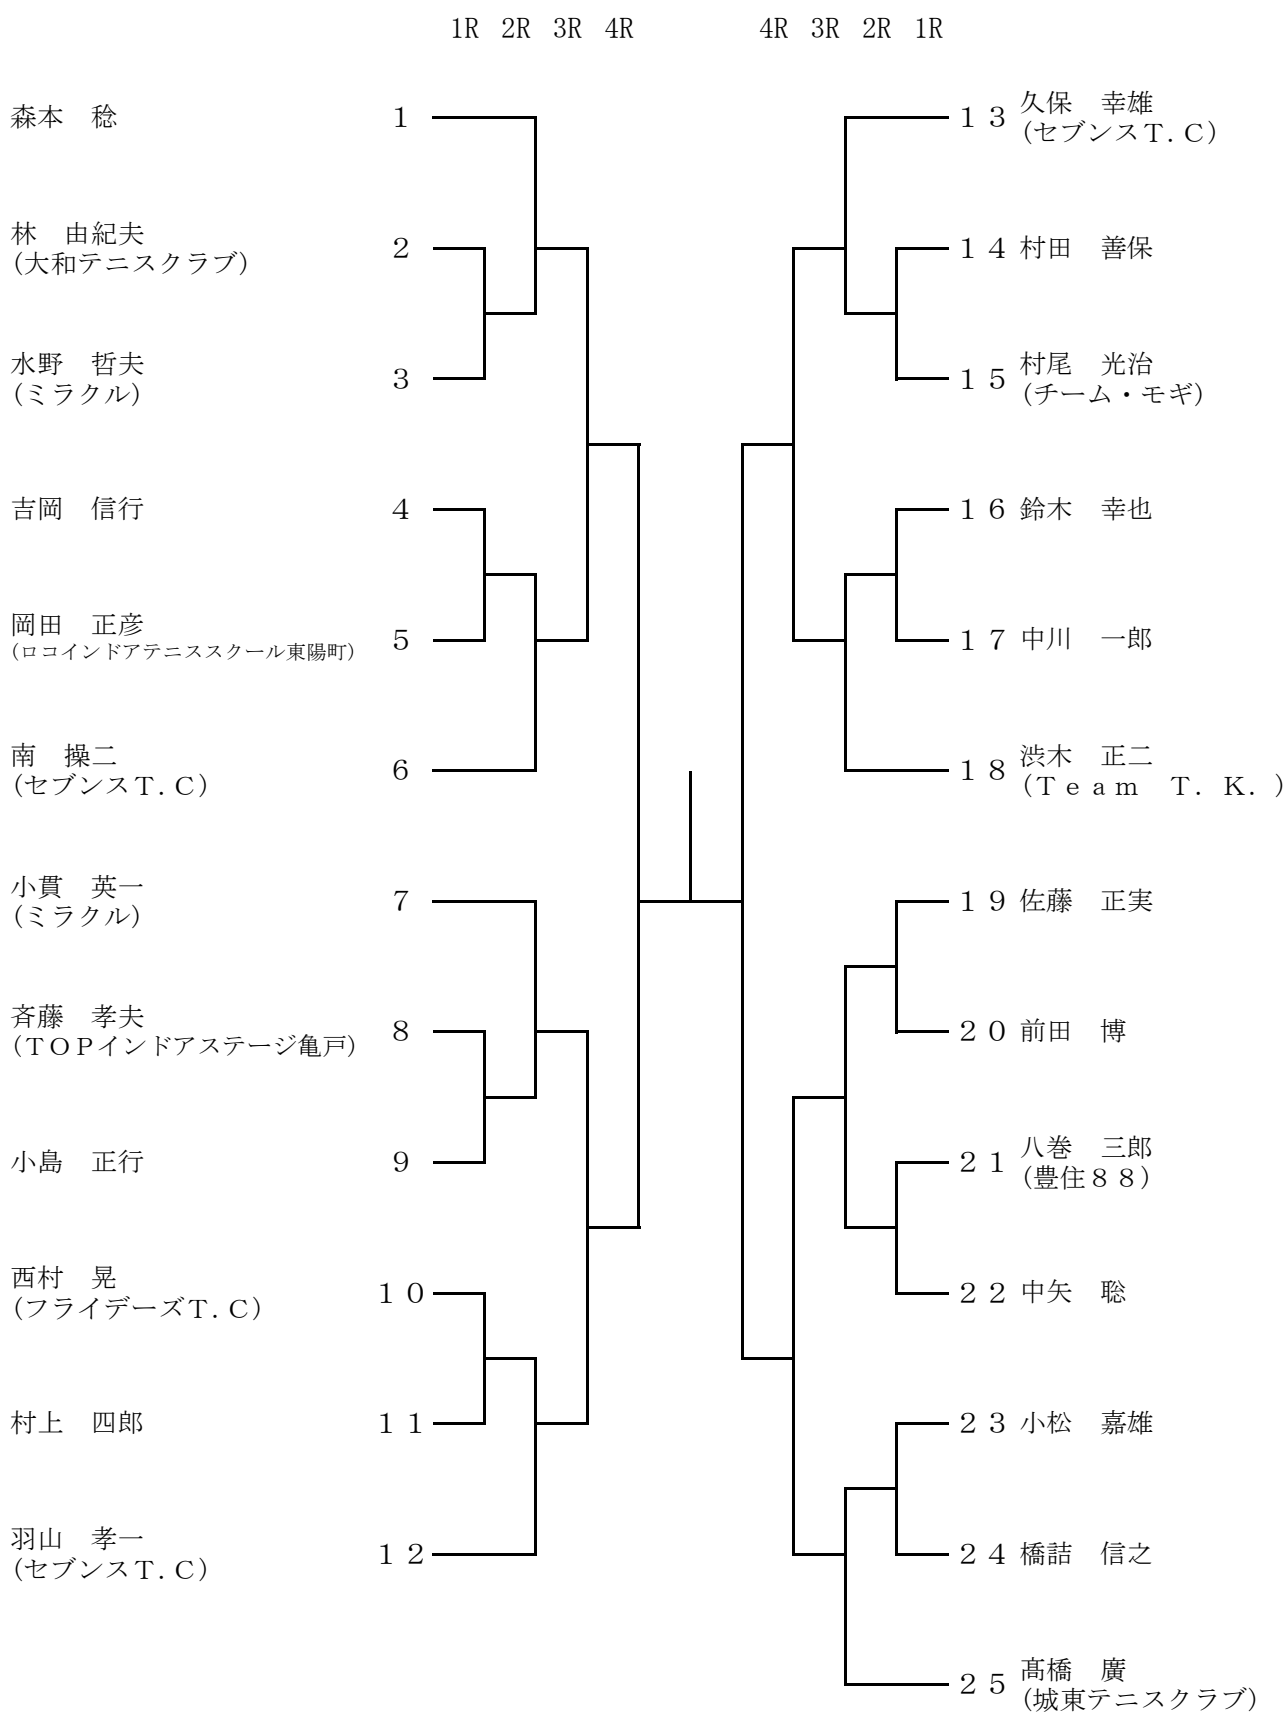 1R 2R 3R 4R
4R 3R 2R 1R
森本　稔
1
林　由紀夫
(大和テニスクラブ)
2
水野　哲夫
(ミラクル)
3
吉岡　信行
4
岡田　正彦
(ロコインドアテニススクール東陽町)
5
南　操二
(セブンスＴ.Ｃ)
6
小貫　英一
(ミラクル)
7
斉藤　孝夫
(ＴＯＰインドアステージ亀戸)
8
小島　正行
9
西村　晃
(フライデーズＴ.Ｃ)
１０
村上　四郎
１１
羽山　孝一
(セブンスＴ.Ｃ)
１２
１３
久保　幸雄
(セブンスＴ.Ｃ)
１４ 村田　善保
１５
村尾　光治
(チーム・モギ)
１６ 鈴木　幸也
１７ 中川　一郎
１８
渋木　正二
(Ｔｅａｍ　Ｔ．Ｋ．)
１９ 佐藤　正実
２０ 前田　博
２１
八巻　三郎
(豊住８８)
２２ 中矢　聡
２３ 小松　嘉雄
２４ 橋詰　信之
２５
髙橋　廣
(城東テニスクラブ)